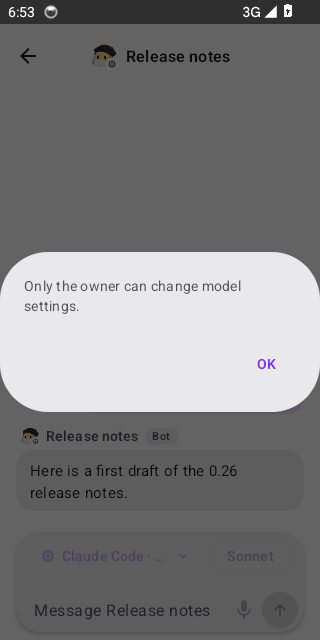 6:53
3G
Release notes
Only the owner can change model
settings.
OK
Release notes Bot
Here is a first draft of the 0.26
release notes.
Claude Code · ... Sonnet
Message Release notes